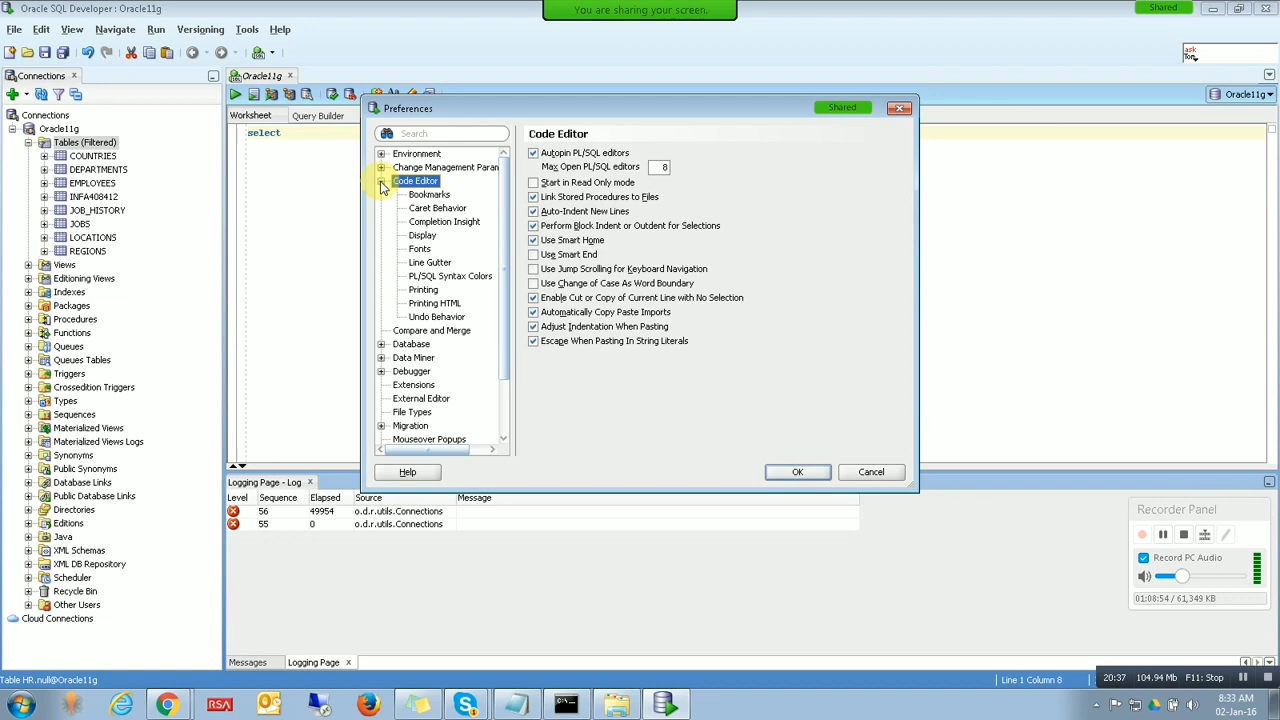 Oracle SQL Developer : Oracle11g
You are sharing your screen.
Shared
File Edit View Navigate Run Versioning Tools Help
ask
Tom
Connections
Oracle11g
Oracle11g
Connections
Oracle11g
Tables (Filtered)
COUNTRIES
DEPARTMENTS
EMPLOYEES
INFA408412
JOB_HISTORY
JOBS
LOCATIONS
REGIONS
Views
Editioning Views
Indexes
Packages
Procedures
Functions
Queues
Queues Tables
Triggers
Crossedition Triggers
Types
Sequences
Materialized Views
Materialized Views Logs
Synonyms
Public Synonyms
Database Links
Public Database Links
Directories
Editions
Java
XML Schemas
XML DB Repository
Scheduler
Recycle Bin
Other Users
Cloud Connections
Worksheet Query Builder
select
Preferences
Shared
Search
Environment
Change Management Param
Code Editor
Bookmarks
Caret Behavior
Completion Insight
Display
Fonts
Line Gutter
PL/SQL Syntax Colors
Printing
Printing HTML
Undo Behavior
Compare and Merge
Database
Data Miner
Debugger
Extensions
External Editor
File Types
Migration
Mouseover Popups
Code Editor
Autopin PL/SQL editors
Max Open PL/SQL editors 8
Start in Read Only mode
Link Stored Procedures to Files
Auto-Indent New Lines
Perform Block Indent or Outdent for Selections
Use Smart Home
Use Smart End
Use Jump Scrolling for Keyboard Navigation
Use Change of Case As Word Boundary
Enable Cut or Copy of Current Line with No Selection
Automatically Copy Paste Imports
Adjust Indentation When Pasting
Escape When Pasting In String Literals
Help OK Cancel
Logging Page - Log
Level Sequence Elapsed Source Message
56 49954 o.d.r.utils.Connections
55 0 o.d.r.utils.Connections
Messages Logging Page
Recorder Panel
Record PC Audio
01:08:54 / 61,349 KB
Table HR.null@Oracle11g
Line 1 Column 8
20:37 104.94 Mb F11: Stop
RSA
8:33 AM
02-Jan-16